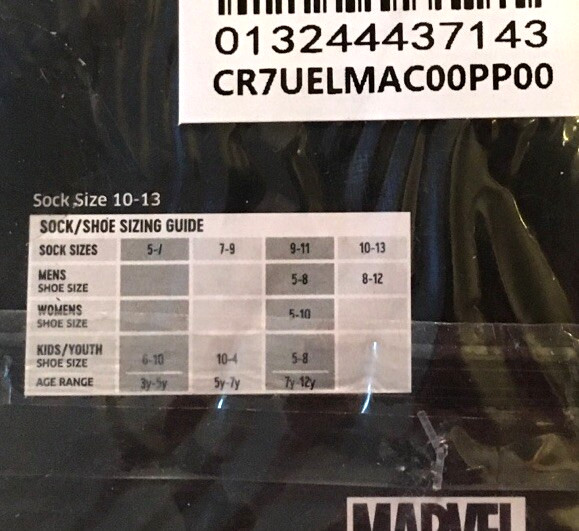 013244437143
CR7UELMAC00PP00
Sock Size 10-13
SOCK/SHOE SIZING GUIDE
SOCK SIZES 5-7 7-9 9-11 10-13
MENS
SHOE SIZE 5-8 8-12
WOMENS
SHOE SIZE 5-10
KIDS/YOUTH
SHOE SIZE 6-10 10-4 5-8
AGE RANGE 3y-5y 5y-7y 7y-12y
MARVEL